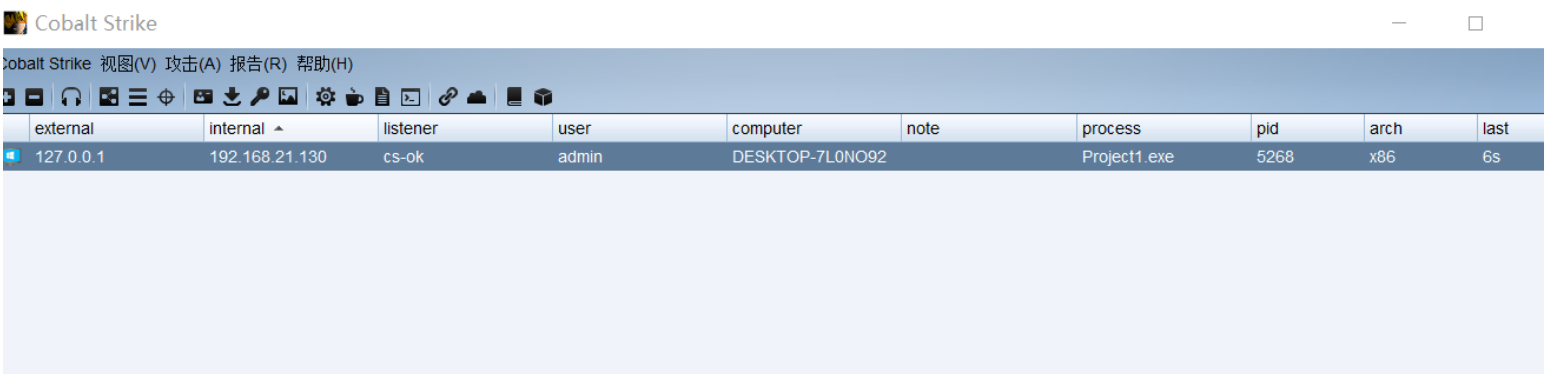 Cobalt Strike
Cobalt Strike 视图(V) 攻击(A) 报告(R) 帮助(H)
external internal listener user computer note process pid arch last
127.0.0.1 192.168.21.130 cs-ok admin DESKTOP-7L0NO92 Project1.exe 5268 x86 6s